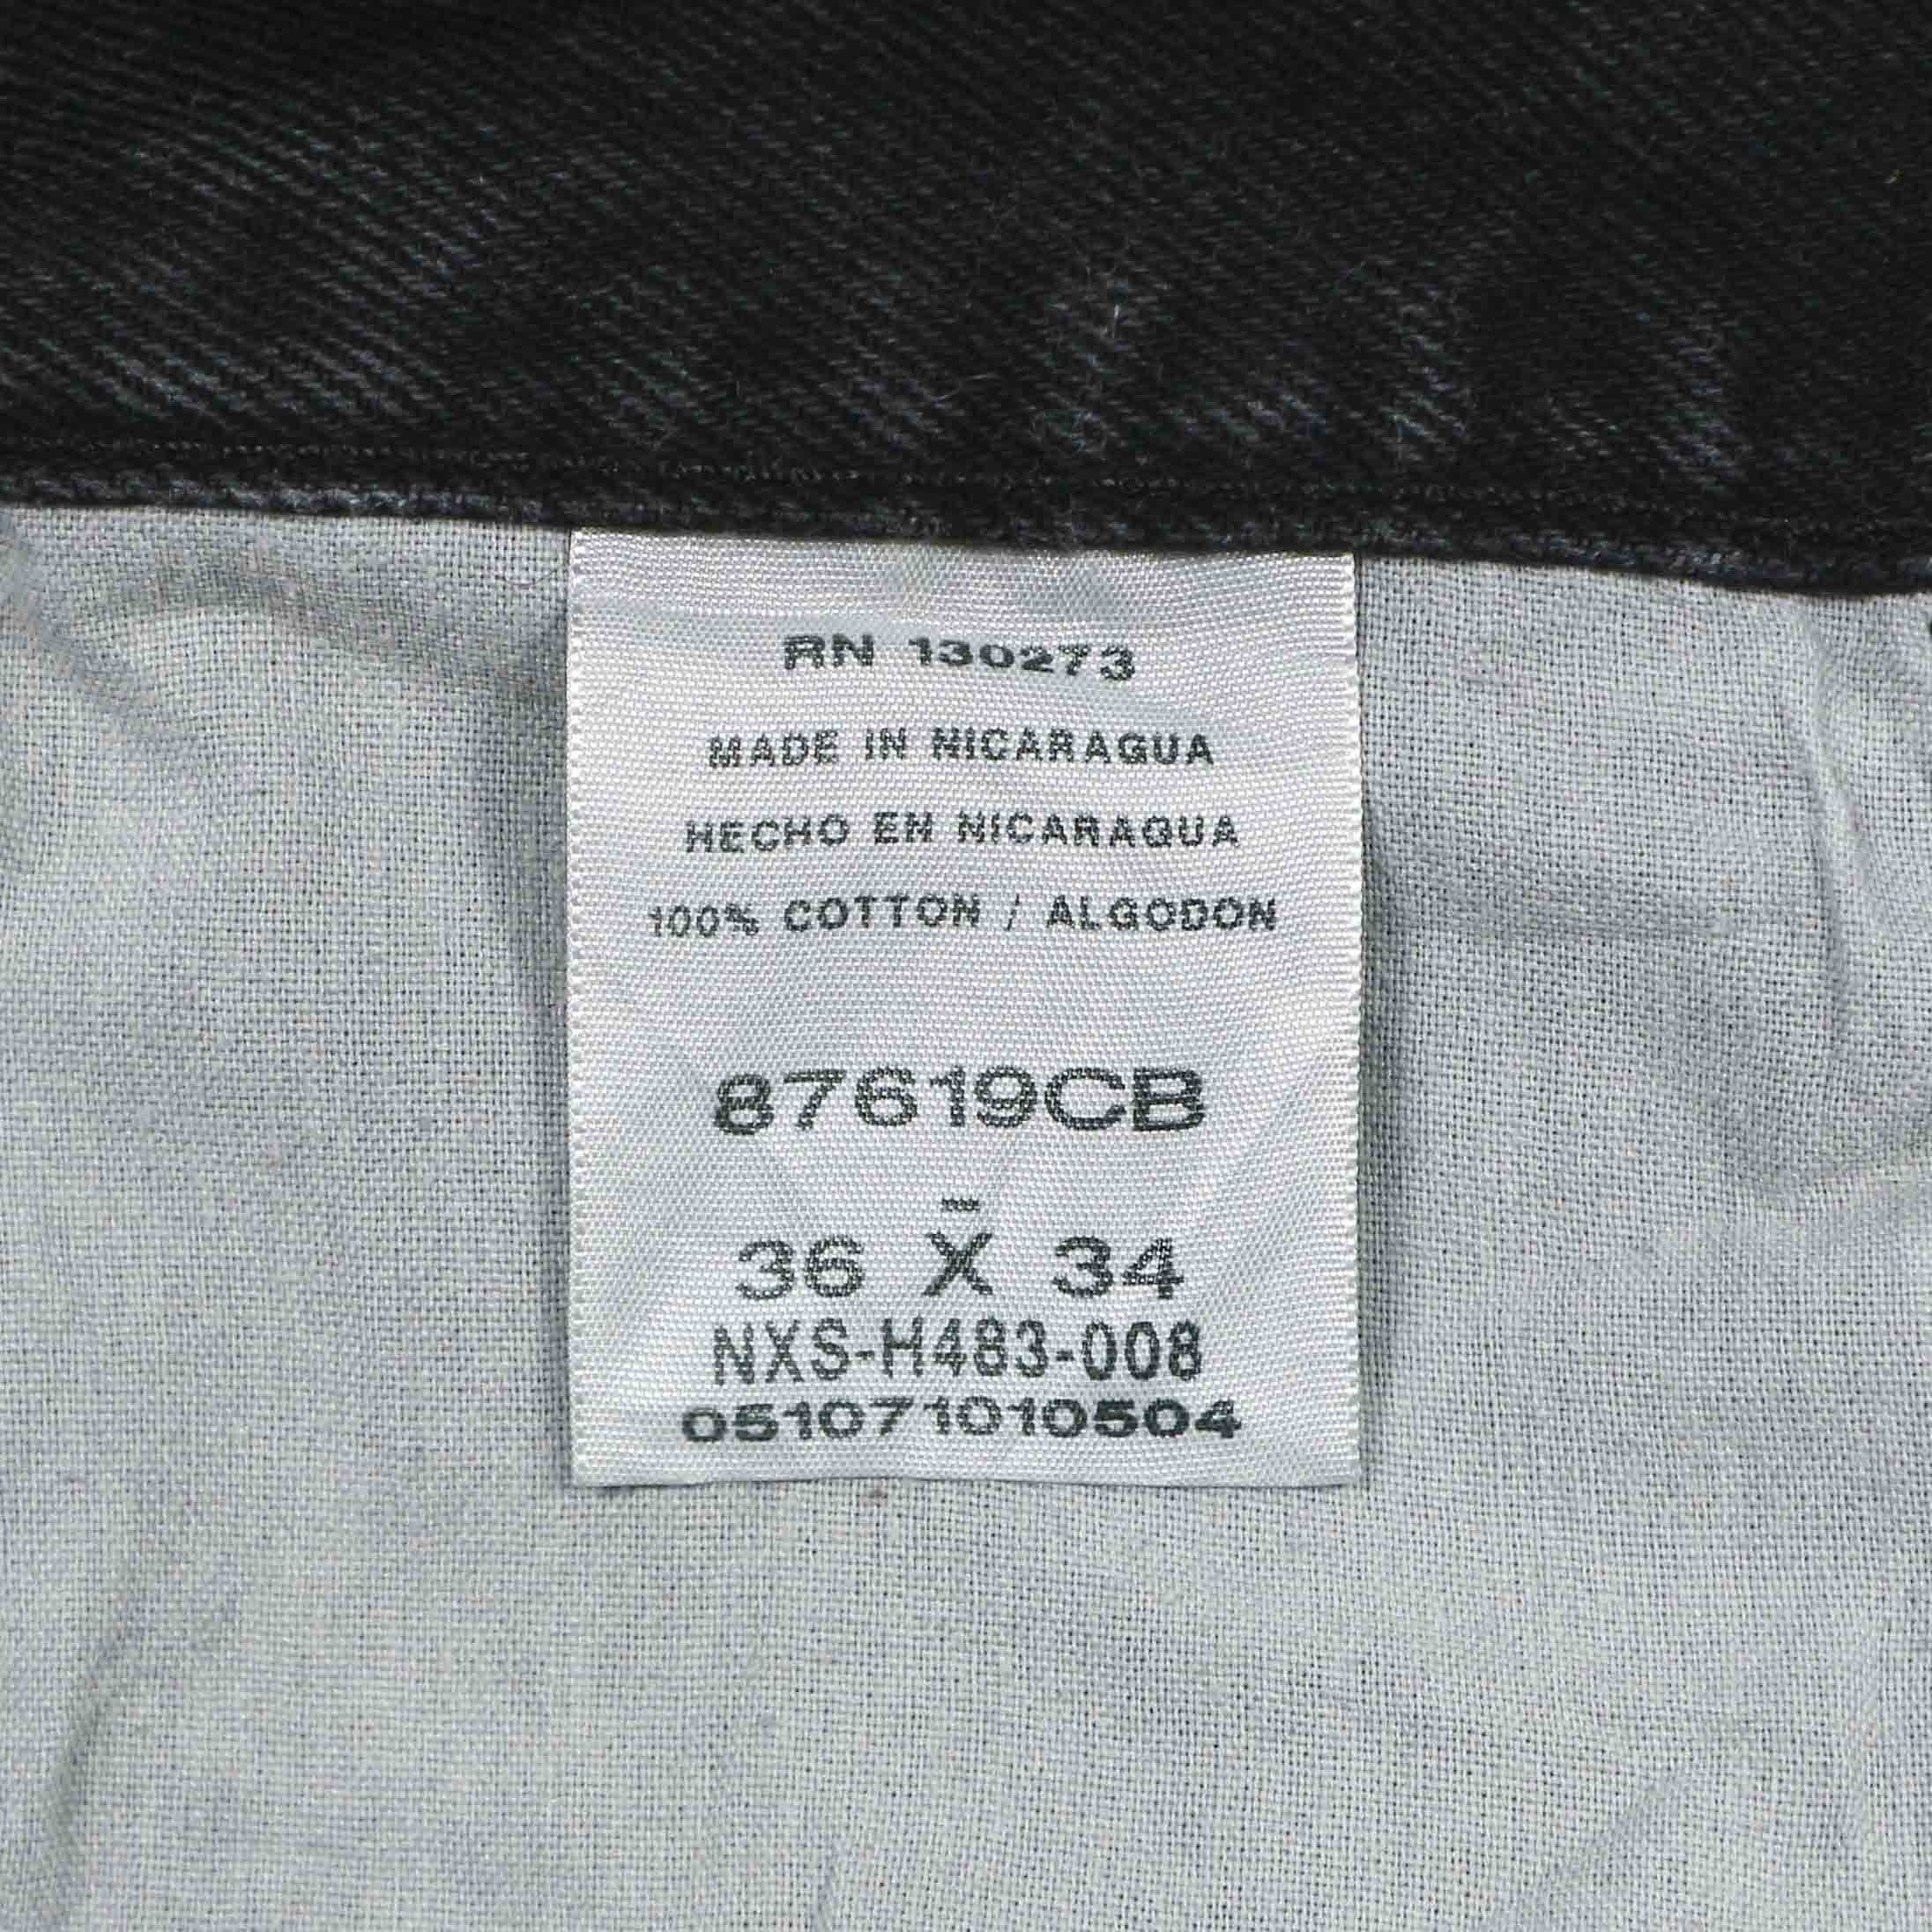 RN 130273
MADE IN NICARAGUA
HECHO EN NICARAGUA
100% COTTON / ALGODON
87619CB
-
36 X 34
NXS-H483-008
051071010504